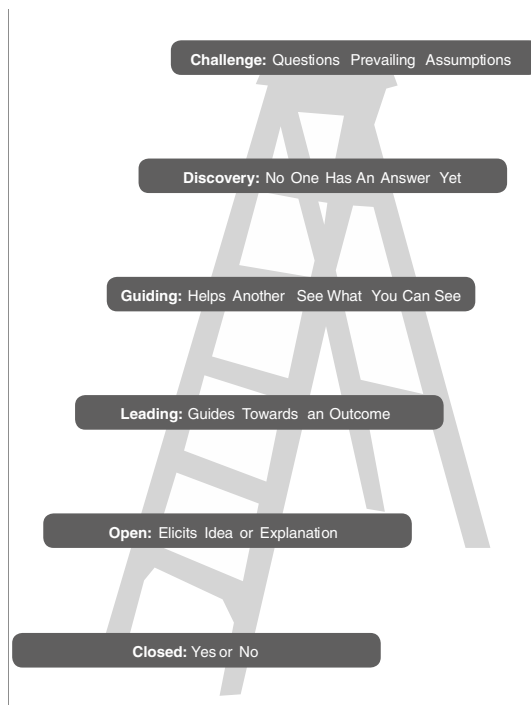 Challenge: Questions Prevailing Assumptions
Discovery: No One Has An Answer Yet
Guiding: Helps Another See What You Can See
Leading: Guides Towards an Outcome
Open: Elicits Idea or Explanation
Closed: Yes or No